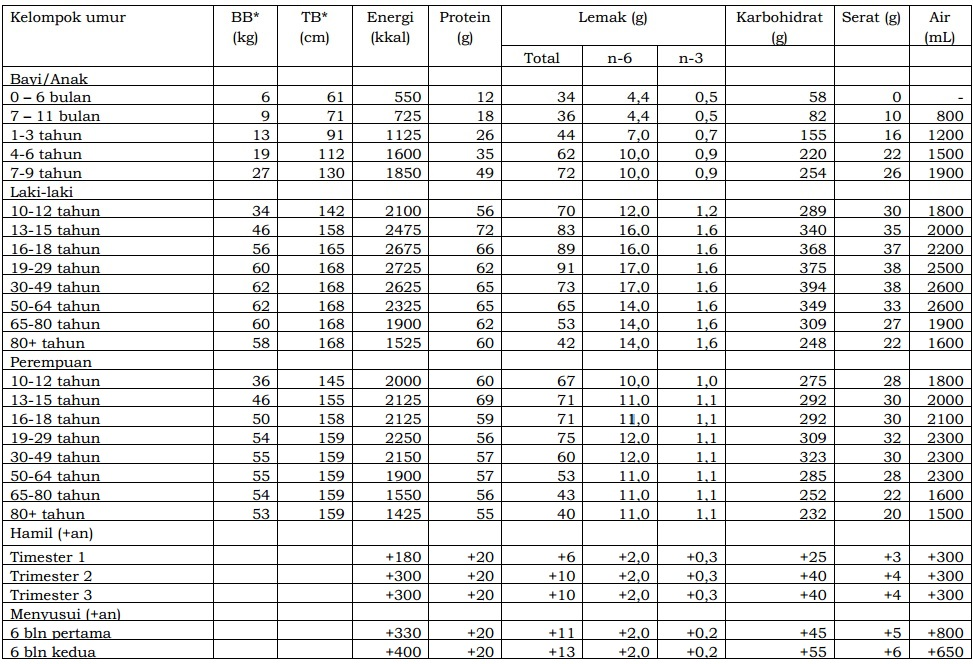 Kelompok umur BB* (kg) TB* (cm) Energi (kkal) Protein (g) Lemak (g) Karbohidrat (g) Serat (g) Air (mL)
Total n-6 n-3
Bayi/Anak
0 – 6 bulan 6 61 550 12 34 4,4 0,5 58 0 -
7 – 11 bulan 9 71 725 18 36 4,4 0,5 82 10 800
1-3 tahun 13 91 1125 26 44 7,0 0,7 155 16 1200
4-6 tahun 19 112 1600 35 62 10,0 0,9 220 22 1500
7-9 tahun 27 130 1850 49 72 10,0 0,9 254 26 1900
Laki-laki
10-12 tahun 34 142 2100 56 70 12,0 1,2 289 30 1800
13-15 tahun 46 158 2475 72 83 16,0 1,6 340 35 2000
16-18 tahun 56 165 2675 66 89 16,0 1,6 368 37 2200
19-29 tahun 60 168 2725 62 91 17,0 1,6 375 38 2500
30-49 tahun 62 168 2625 65 73 17,0 1,6 394 38 2600
50-64 tahun 62 168 2325 65 65 14,0 1,6 349 33 2600
65-80 tahun 60 168 1900 62 53 14,0 1,6 309 27 1900
80+ tahun 58 168 1525 60 42 14,0 1,6 248 22 1600
Perempuan
10-12 tahun 36 145 2000 60 67 10,0 1,0 275 28 1800
13-15 tahun 46 155 2125 69 71 11,0 1,1 292 30 2000
16-18 tahun 50 158 2125 59 71 11,0 1,1 292 30 2100
19-29 tahun 54 159 2250 56 75 12,0 1,1 309 32 2300
30-49 tahun 55 159 2150 57 60 12,0 1,1 323 30 2300
50-64 tahun 55 159 1900 57 53 11,0 1,1 285 28 2300
65-80 tahun 54 159 1550 56 43 11,0 1,1 252 22 1600
80+ tahun 53 159 1425 55 40 11,0 1,1 232 20 1500
Hamil (+an)
Timester 1 +180 +20 +6 +2,0 +0,3 +25 +3 +300
Trimester 2 +300 +20 +10 +2,0 +0,3 +40 +4 +300
Trimester 3 +300 +20 +10 +2,0 +0,3 +40 +4 +300
Menyusui (+an)
6 bln pertama +330 +20 +11 +2,0 +0,2 +45 +5 +800
6 bln kedua +400 +20 +13 +2,0 +0,2 +55 +6 +650